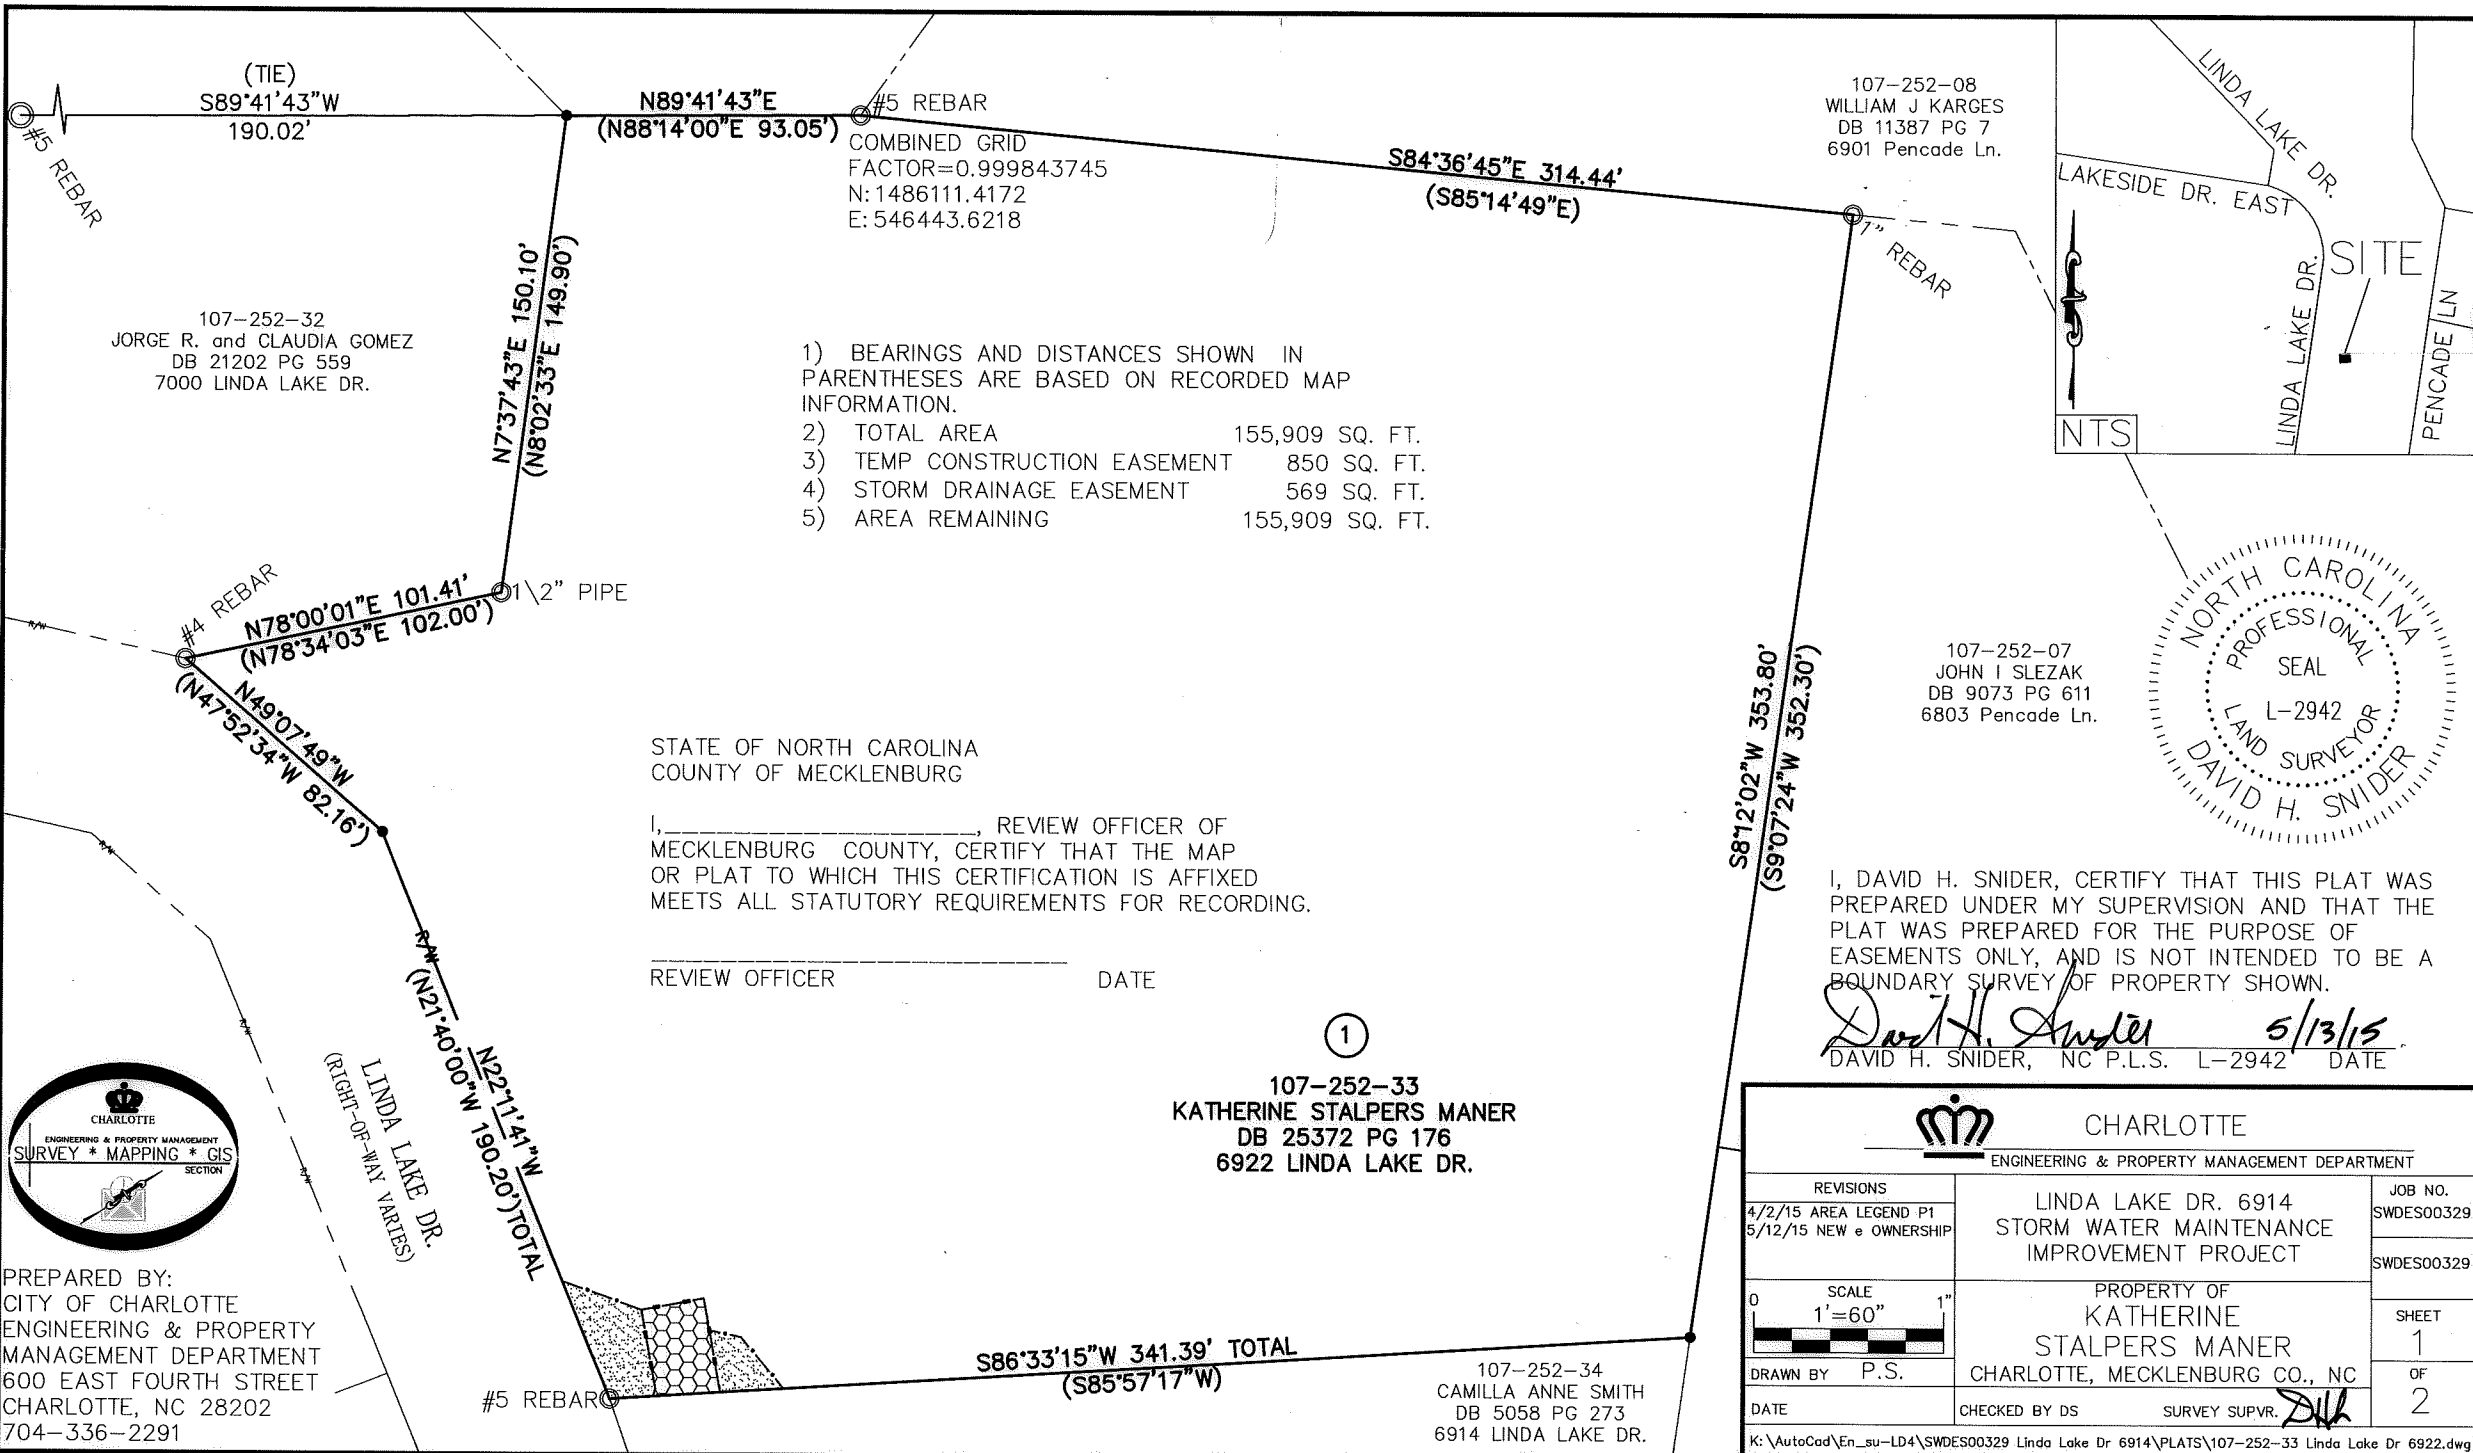 (TIE)
S89°41'43"W
190.02'
#5 REBAR
N89°41'43"E
(N88°14'00"E 93.05')
#5 REBAR
COMBINED GRID
FACTOR=0.999843745
N: 1486111.4172
E: 546443.6218
S84°36'45"E 314.44'
(S85°14'49"E)
1" REBAR
107-252-08
WILLIAM J KARGES
DB 11387 PG 7
6901 Pencade Ln.
LINDA LAKE DR.
LAKESIDE DR. EAST
SITE
LINDA LAKE DR.
PENCADE LN
NTS
107-252-32
JORGE R. and CLAUDIA GOMEZ
DB 21202 PG 559
7000 LINDA LAKE DR.
N7°37'43"E 150.10'
(N8°02'33"E 149.90')
1) BEARINGS AND DISTANCES SHOWN IN
PARENTHESES ARE BASED ON RECORDED MAP
INFORMATION.
2) TOTAL AREA 155,909 SQ. FT.
3) TEMP CONSTRUCTION EASEMENT 850 SQ. FT.
4) STORM DRAINAGE EASEMENT 569 SQ. FT.
5) AREA REMAINING 155,909 SQ. FT.
#4 REBAR
N78°00'01"E 101.41'
(N78°34'03"E 102.00')
1\2" PIPE
R/W
N49°07'49"W
(N47°52'34"W 82.16')
S8°12'02"W 353.80'
(S9°07'24"W 352.30')
107-252-07
JOHN I SLEZAK
DB 9073 PG 611
6803 Pencade Ln.
NORTH CAROLINA
PROFESSIONAL
SEAL
L-2942
LAND SURVEYOR
DAVID H. SNIDER
STATE OF NORTH CAROLINA
COUNTY OF MECKLENBURG
I,____________________, REVIEW OFFICER OF
MECKLENBURG COUNTY, CERTIFY THAT THE MAP
OR PLAT TO WHICH THIS CERTIFICATION IS AFFIXED
MEETS ALL STATUTORY REQUIREMENTS FOR RECORDING.
REVIEW OFFICER DATE
I, DAVID H. SNIDER, CERTIFY THAT THIS PLAT WAS
PREPARED UNDER MY SUPERVISION AND THAT THE
PLAT WAS PREPARED FOR THE PURPOSE OF
EASEMENTS ONLY, AND IS NOT INTENDED TO BE A
BOUNDARY SURVEY OF PROPERTY SHOWN.
David H. Snider 5/13/15
DAVID H. SNIDER, NC P.L.S. L-2942 DATE
R/W
R/W
R/W
R/W
N22°11'41"W
(N21°40'00"W 190.20')TOTAL
LINDA LAKE DR.
(RIGHT-OF-WAY VARIES)
1
107-252-33
KATHERINE STALPERS MANER
DB 25372 PG 176
6922 LINDA LAKE DR.
CHARLOTTE
ENGINEERING & PROPERTY MANAGEMENT
SURVEY * MAPPING * GIS
SECTION
PREPARED BY:
CITY OF CHARLOTTE
ENGINEERING & PROPERTY
MANAGEMENT DEPARTMENT
600 EAST FOURTH STREET
CHARLOTTE, NC 28202
704-336-2291
#5 REBAR
S86°33'15"W 341.39' TOTAL
(S85°57'17"W)
107-252-34
CAMILLA ANNE SMITH
DB 5058 PG 273
6914 LINDA LAKE DR.
CHARLOTTE
ENGINEERING & PROPERTY MANAGEMENT DEPARTMENT
REVISIONS
4/2/15 AREA LEGEND P1
5/12/15 NEW e OWNERSHIP
LINDA LAKE DR. 6914
STORM WATER MAINTENANCE
IMPROVEMENT PROJECT
JOB NO.
SWDES00329
SWDES00329
SCALE
0 1'=60" 1"
PROPERTY OF
KATHERINE
STALPERS MANER
CHARLOTTE, MECKLENBURG CO., NC
SHEET
1
OF
2
DRAWN BY P.S.
DATE
CHECKED BY DS SURVEY SUPVR.
K:\AutoCad\En_su-LD4\SWDES00329 Linda Lake Dr 6914\PLATS\107-252-33 Linda Lake Dr 6922.dwg